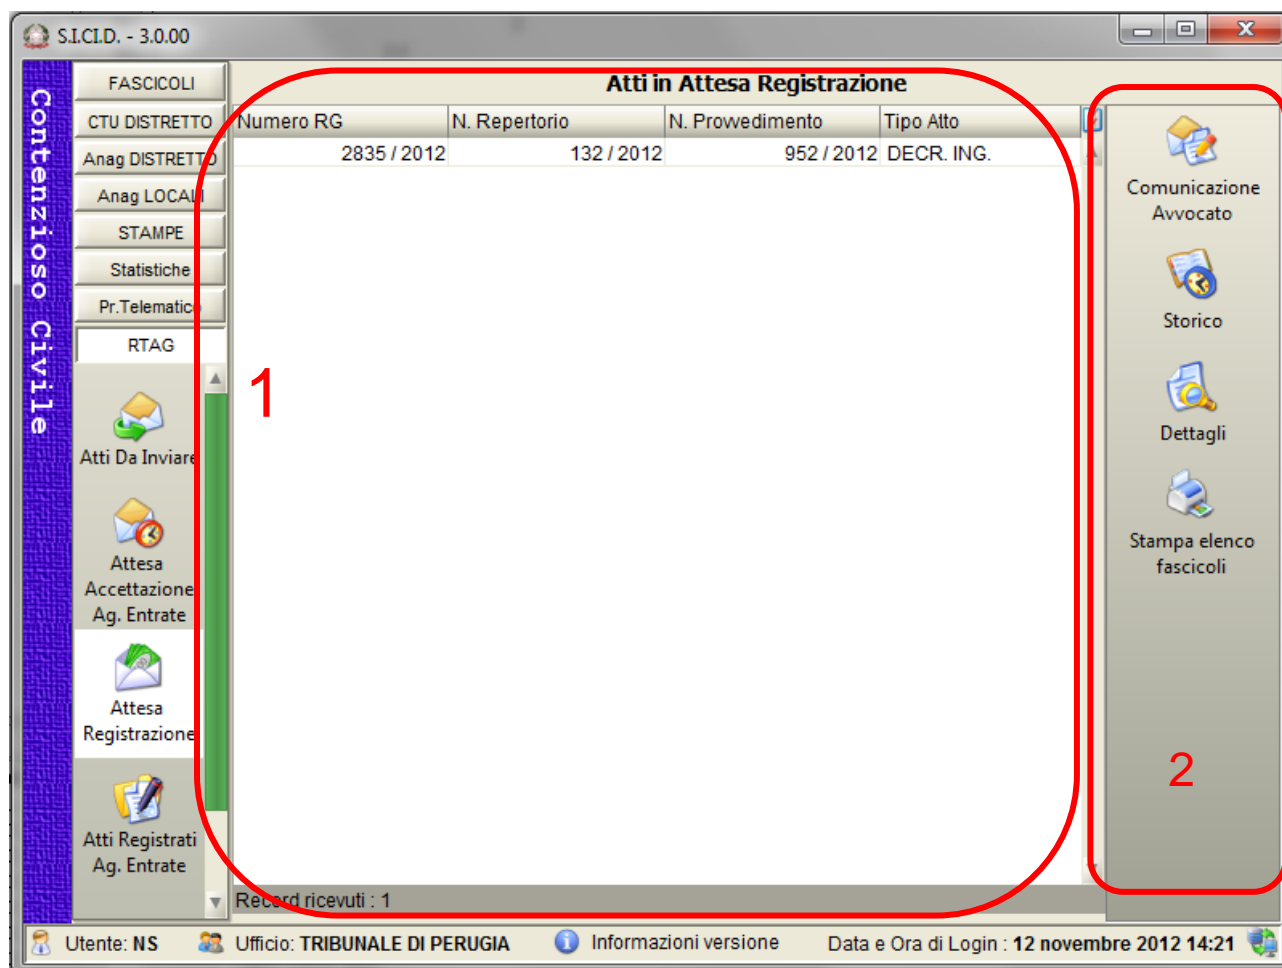 S.I.CI.D. - 3.0.00
Contenzioso Civile
FASCICOLI
CTU DISTRETTO
Anag DISTRETTO
Anag LOCALI
STAMPE
Statistiche
Pr.Telematico
RTAG
Atti Da Inviare
Attesa
Accettazione
Ag. Entrate
Attesa
Registrazione
Atti Registrati
Ag. Entrate
Atti in Attesa Registrazione
Numero RG N. Repertorio N. Provvedimento Tipo Atto
2835 / 2012 132 / 2012 952 / 2012 DECR. ING.
1
Record ricevuti : 1
Comunicazione
Avvocato
Storico
Dettagli
Stampa elenco
fascicoli
2
Utente: NS Ufficio: TRIBUNALE DI PERUGIA Informazioni versione Data e Ora di Login : 12 novembre 2012 14:21